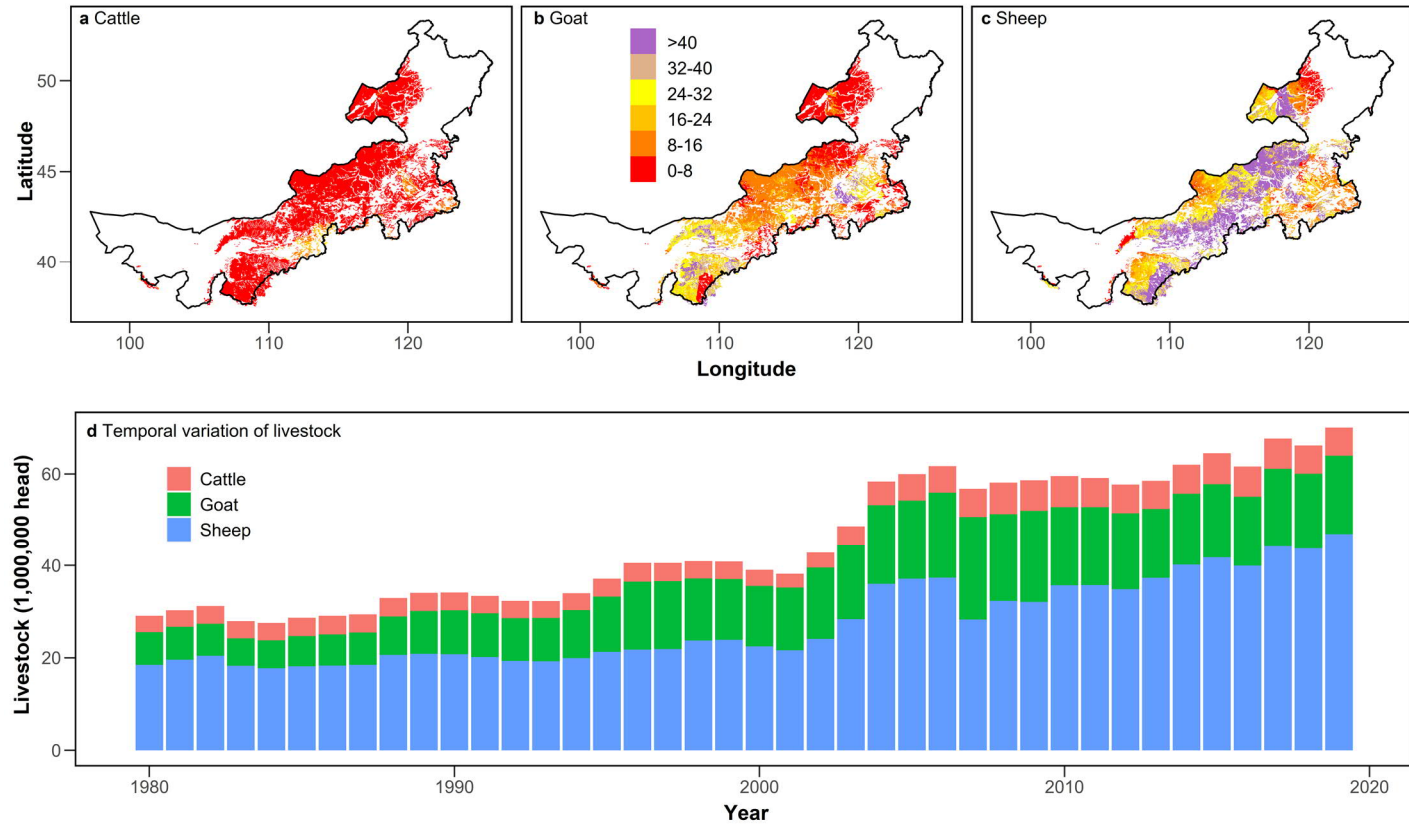 a Cattle
b Goat
c Sheep
>40
32-40
24-32
16-24
8-16
0-8
Latitude
50
45
40
100
110
120
100
110
120
100
110
120
Longitude
d Temporal variation of livestock
Cattle
Goat
Sheep
Livestock (1,000,000 head)
60
40
20
0
1980
1990
2000
2010
2020
Year